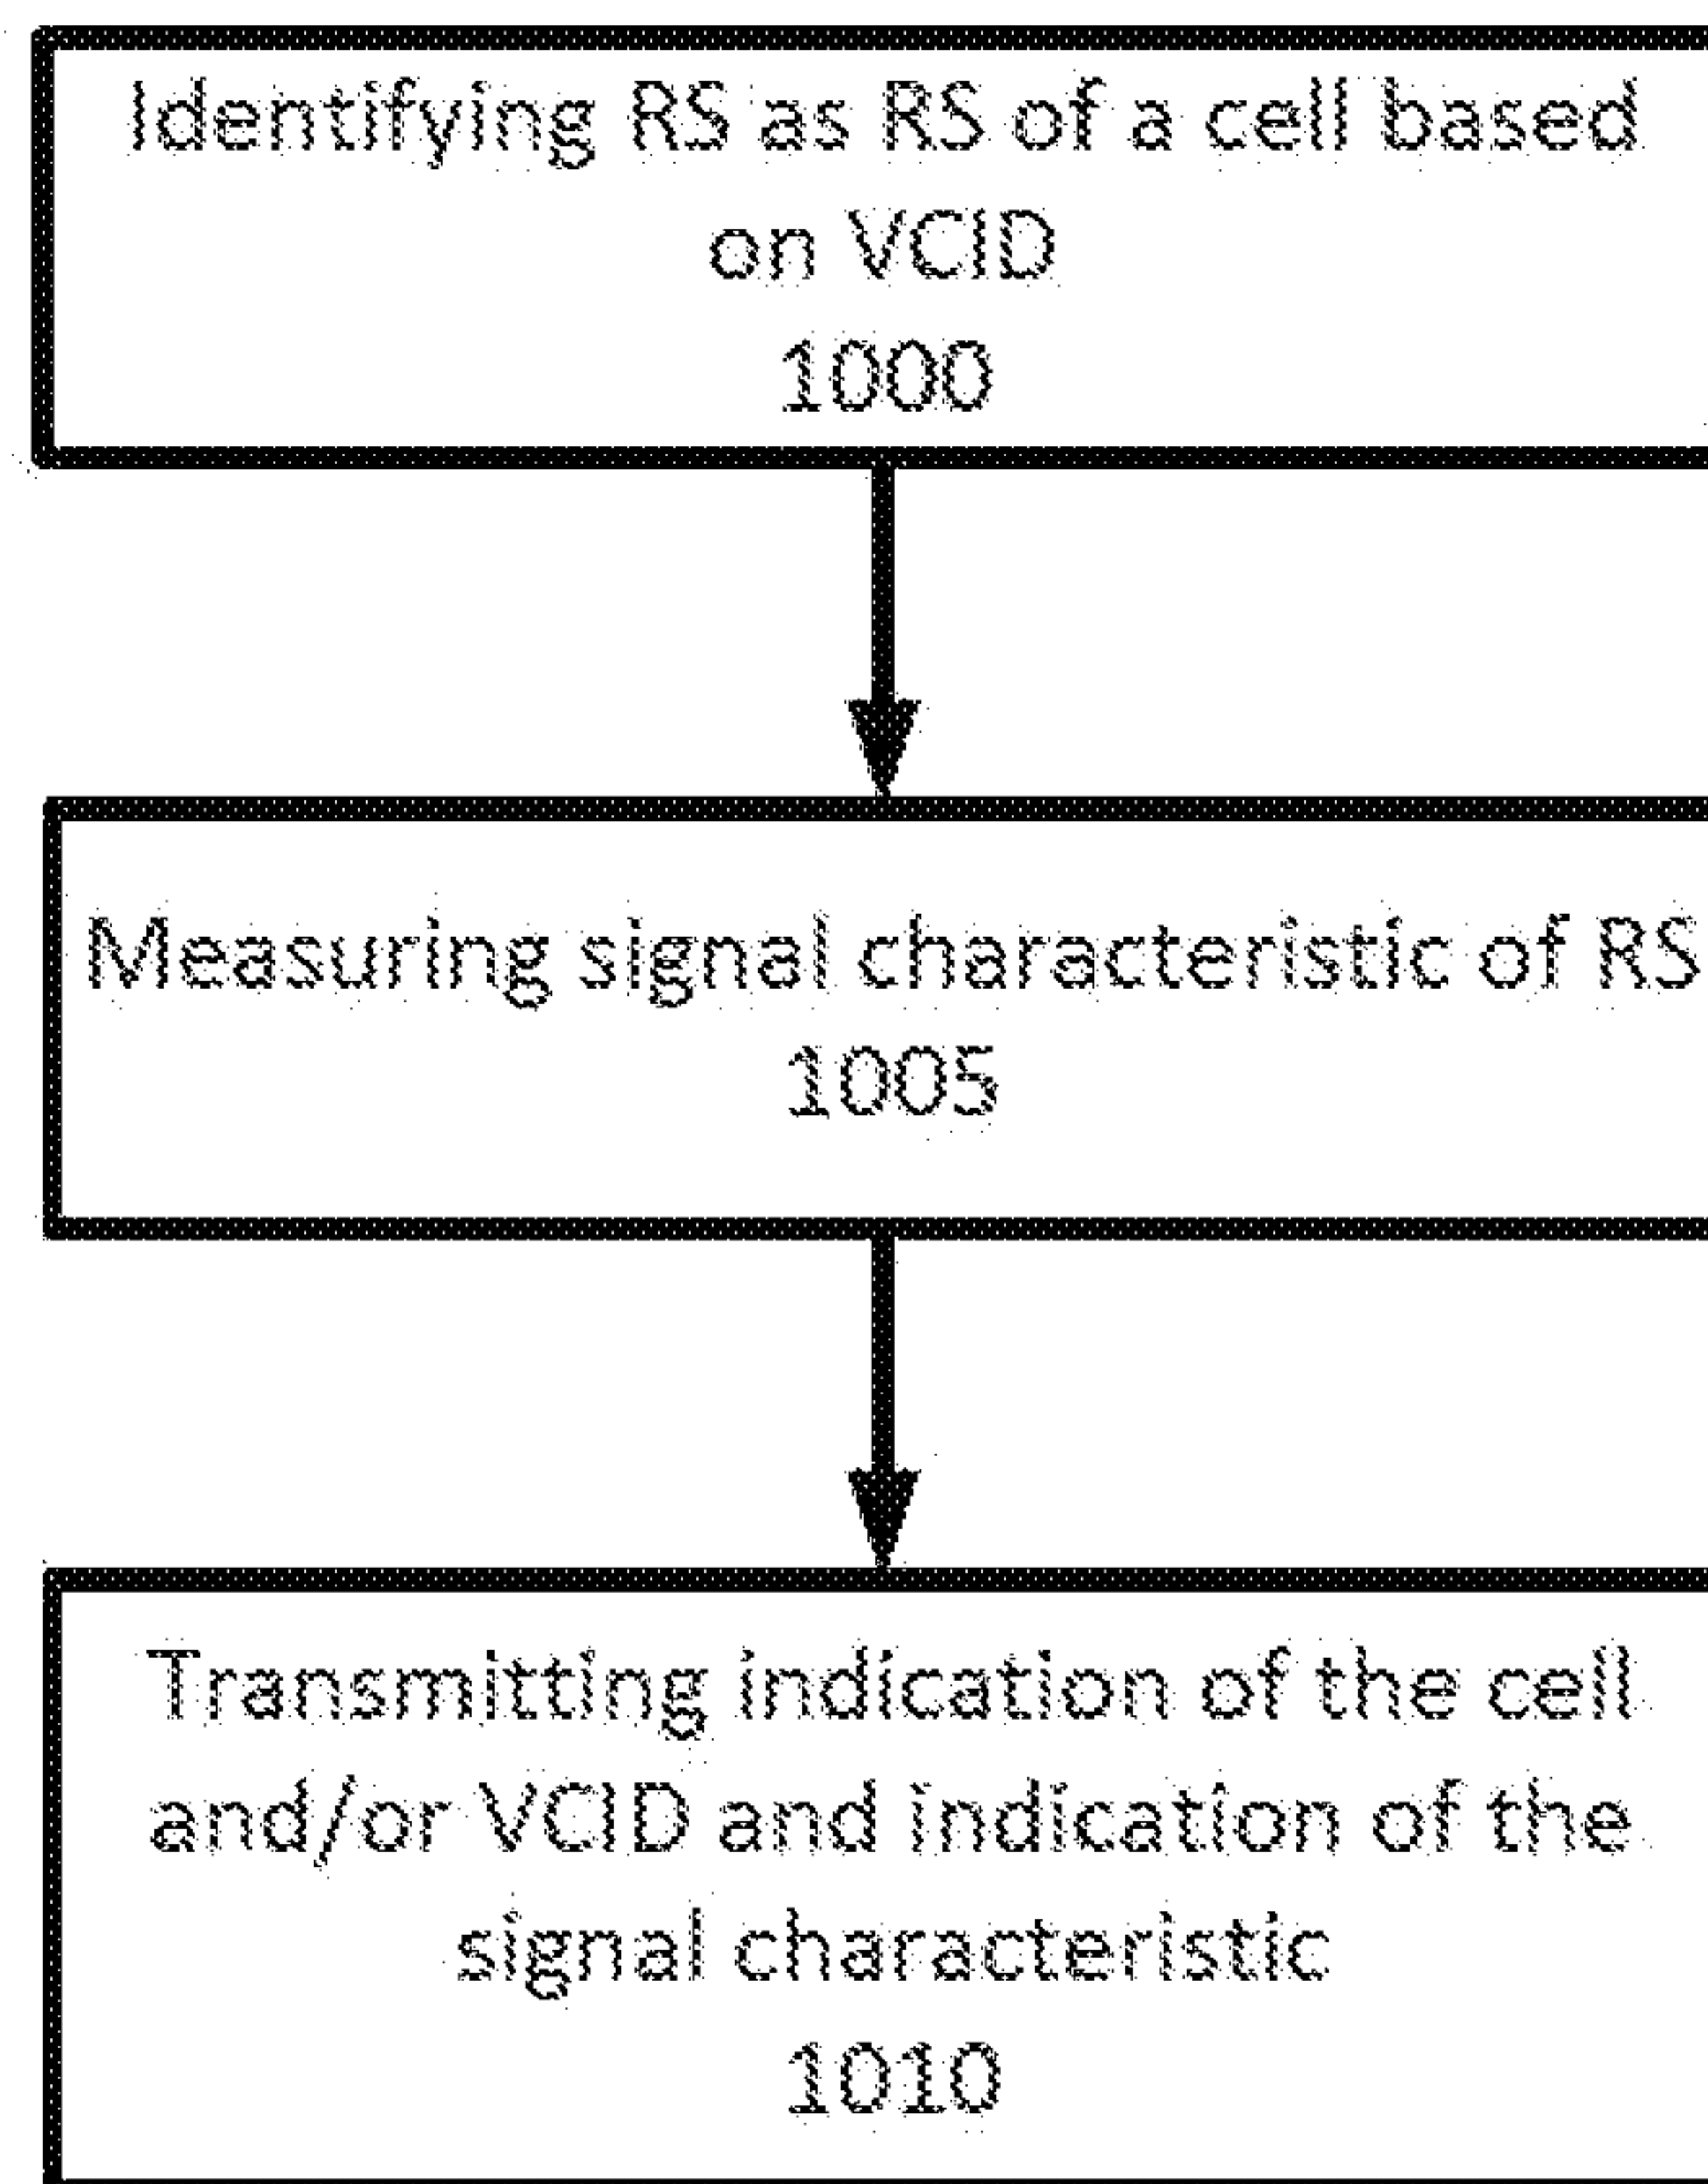 Identifying RS as RS of a cell based
on VCID
1000
Measuring signal characteristic of RS
1005
Transmitting indication of the cell
and/or VCID and indication of the
signal characteristic
1010